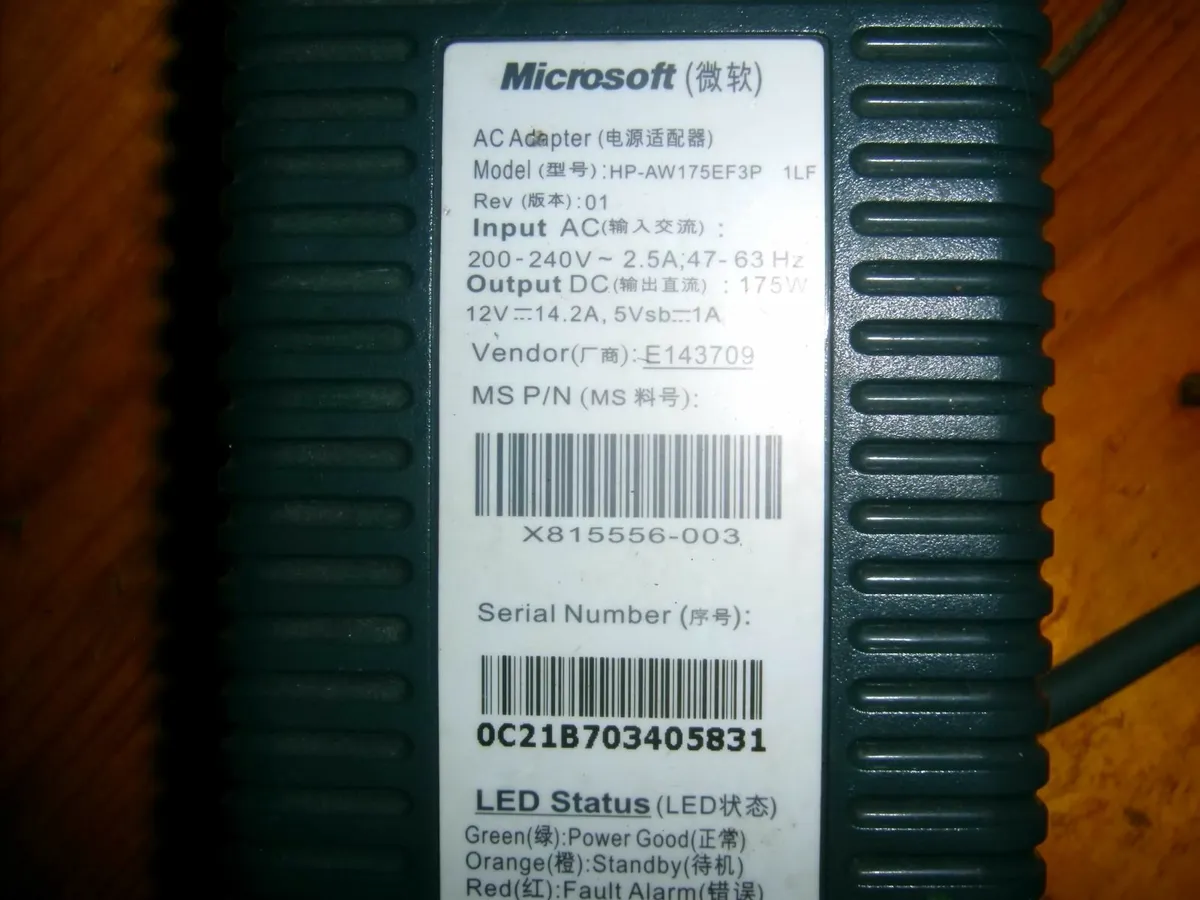 Microsoft (微软)
AC Adapter (电源适配器)
Model (型号):HP-AW175EF3P 1LF
Rev (版本):01
Input AC(输入交流) :
200-240V~ 2.5A;47-63 Hz
Output DC(输出直流) : 175W
12V⎓14.2A, 5Vsb⎓1A
Vendor(厂商): E143709
MS P/N (MS 料号):
X815556-003
Serial Number (序号):
0C21B703405831
LED Status (LED状态)
Green(绿):Power Good(正常)
Orange(橙):Standby(待机)
Red(红):Fault Alarm(错误)